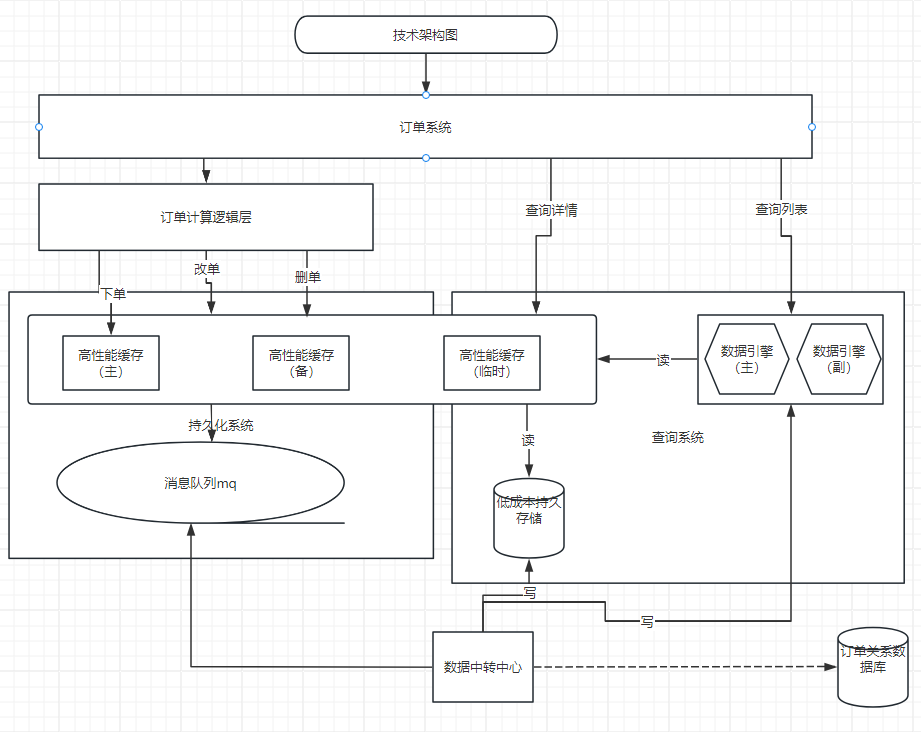 技术架构图
订单系统
订单计算逻辑层
查询详情
查询列表
改单
删单
下单
高性能缓存
（主）
高性能缓存
（备）
高性能缓存
（临时）
读
数据引擎
（主）
数据引擎
（副）
持久化系统
读
查询系统
消息队列mq
低成本持久
存储
写
写
数据中转中心
订单关系数
据库